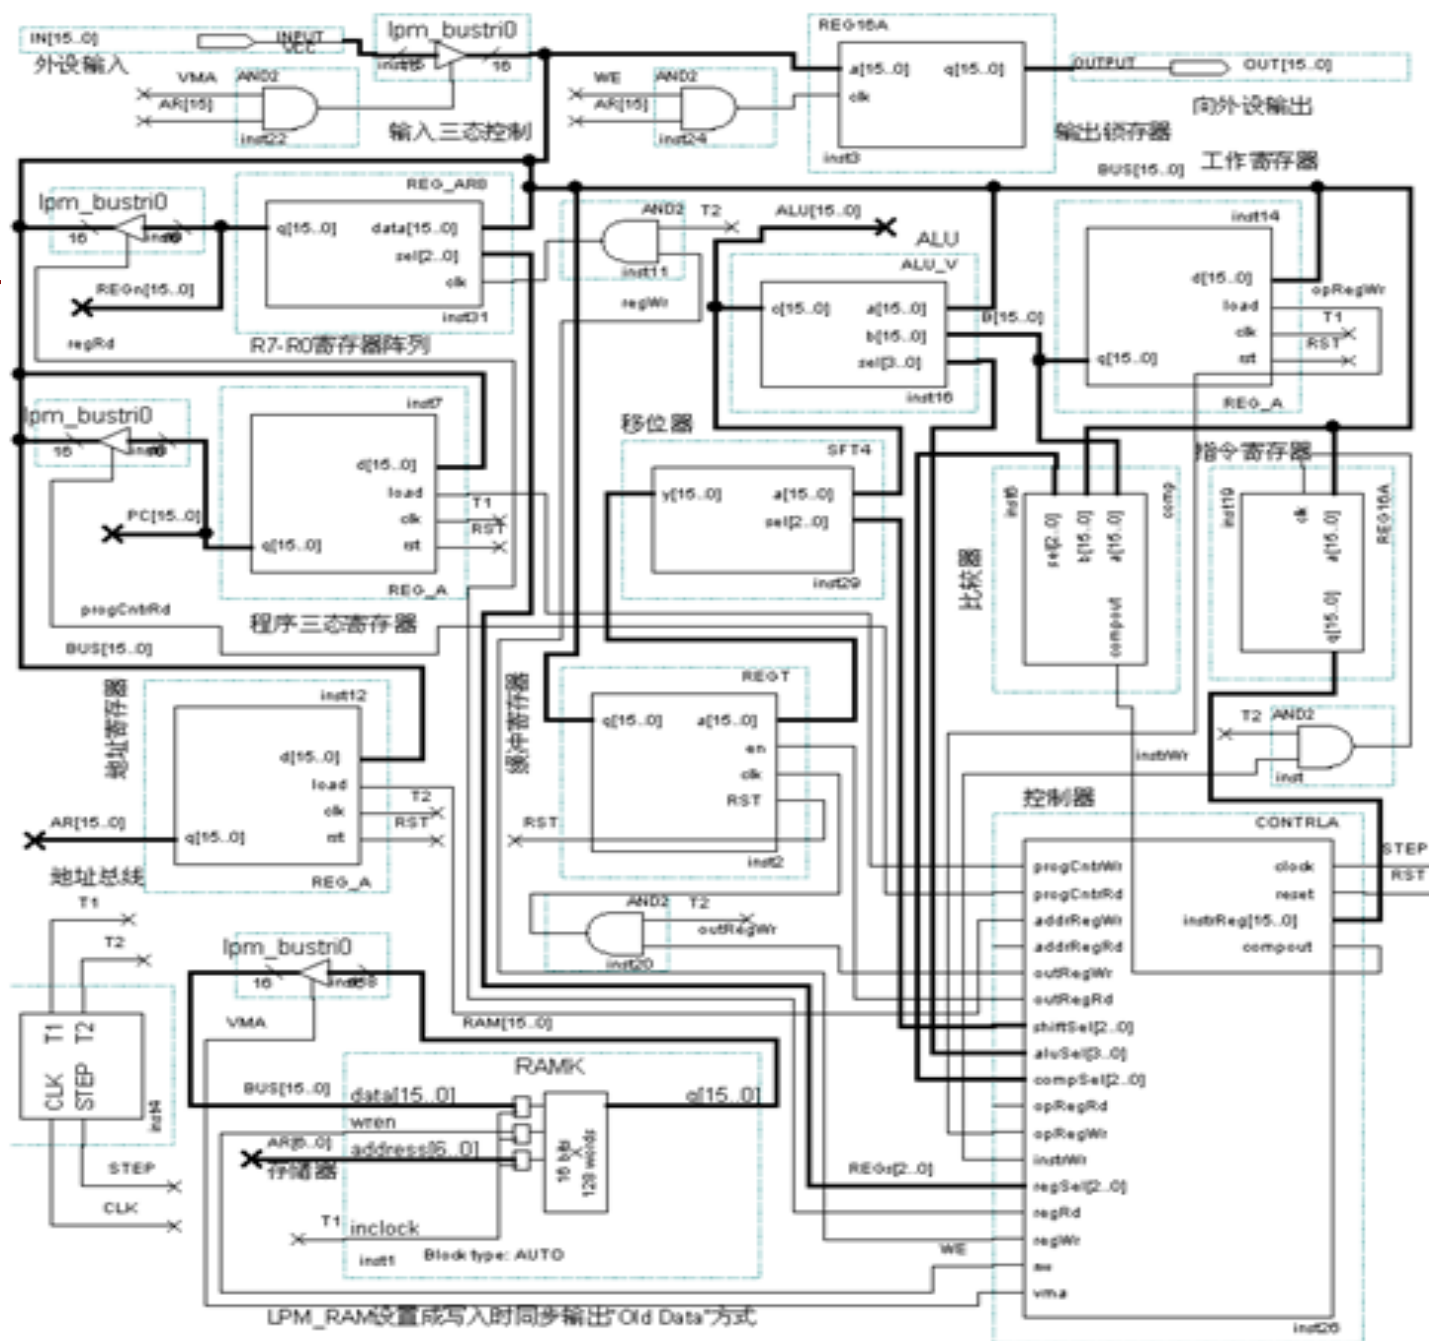 IN[15..0]
INPUT
VCC
外设输入
lpm_bustri0
16
VMA
AND2
AR[15]
inst22
输入三态控制
WE
AND2
AR[15]
inst24
REG16A
a[15..0]
q[15..0]
clk
inst3
输出锁存器
OUTPUT
OUT[15..0]
向外设输出
BUS[15..0]
工作寄存器
lpm_bustri0
16
REGn[15..0]
regRd
REG_AR8
q[15..0]
data[15..0]
sel[2..0]
clk
inst31
R7-R0寄存器阵列
AND2
T2
inst11
regWr
ALU[15..0]
ALU
ALU_V
c[15..0]
a[15..0]
b[15..0]
sel[3..0]
inst16
B[15..0]
inst14
d[15..0]
load
clk
rst
q[15..0]
REG_A
opRegWr
T1
RST
lpm_bustri0
16
PC[15..0]
progCntrRd
BUS[15..0]
inst7
d[15..0]
load
clk
rst
q[15..0]
REG_A
T1
RST
程序三态寄存器
移位器
SFT4
y[15..0]
a[15..0]
sel[2..0]
inst29
比较器
comp
sel[2..0]
b[15..0]
a[15..0]
compout
指令寄存器
inst19
clk
a[15..0]
q[15..0]
REG16A
地址寄存器
inst12
d[15..0]
load
clk
rst
q[15..0]
REG_A
T2
RST
AR[15..0]
地址总线
缓冲寄存器
REGT
q[15..0]
a[15..0]
en
clk
RST
inst2
RST
T2
AND2
instrWr
inst
AND2
T2
inst20
outRegWr
T1
T2
T1
T2
CLK
STEP
inst4
STEP
CLK
lpm_bustri0
16
VMA
RAM[15..0]
BUS[15..0]
RAMK
data[15..0]
q[15..0]
wren
AR[6..0]
address[6..0]
存储器
16 bits
X
128 words
T1
inclock
inst1
Block type: AUTO
LPM_RAM设置成写入时同步输出"Old Data"方式
控制器
CONTRLA
progCntrWr
clock
STEP
progCntrRd
reset
RST
addrRegWr
instrReg[15..0]
addrRegRd
compout
outRegWr
outRegRd
shiftSel[2..0]
aluSel[3..0]
compSel[2..0]
opRegRd
opRegWr
instrWr
REGs[2..0]
regSel[2..0]
regRd
regWr
WE
vma
inst26